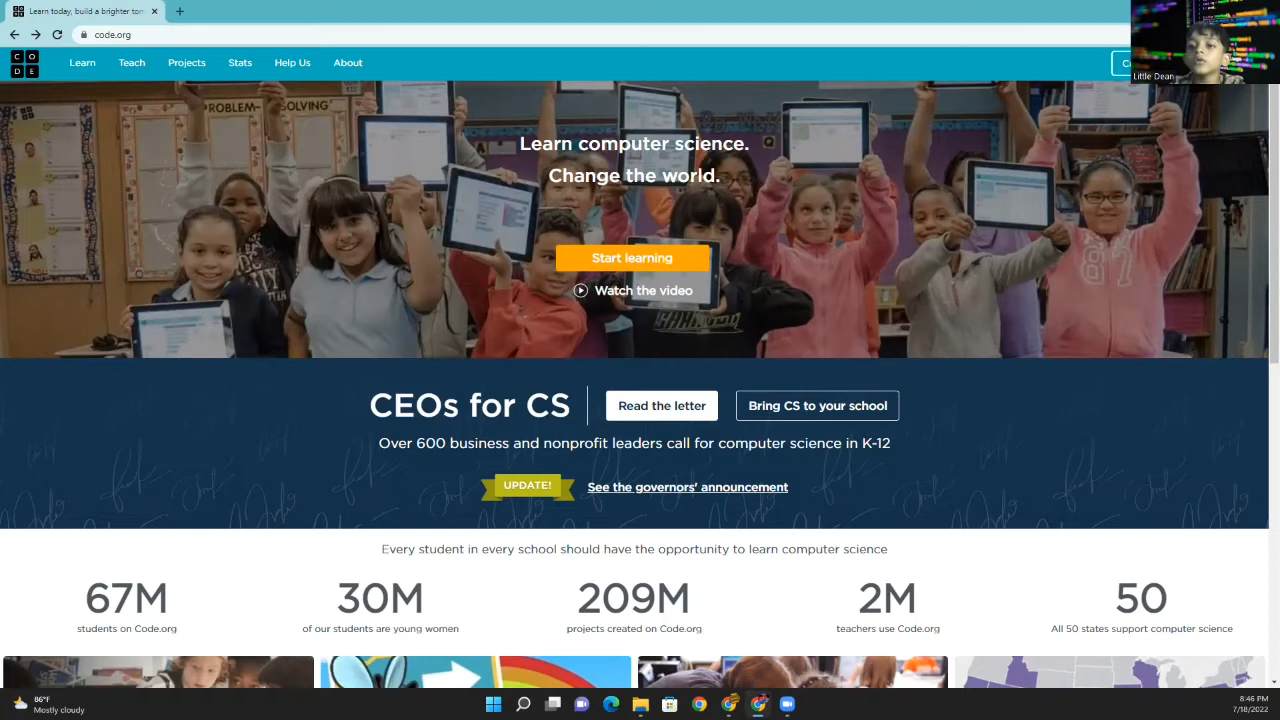 Learn today, build a brighter tom
code.org
C O
D E
Learn Teach Projects Stats Help Us About
Little Dean
PROBLEM-SOLVING
Learn computer science.
Change the world.
87
Start learning
Watch the video
CEOs for CS
Read the letter
Bring CS to your school
Over 600 business and nonprofit leaders call for computer science in K-12
UPDATE!
See the governors' announcement
Every student in every school should have the opportunity to learn computer science
67M 30M 209M 2M 50
students on Code.org of our students are young women projects created on Code.org teachers use Code.org All 50 states support computer science
86°F
Mostly cloudy
8:46 PM
7/18/2022